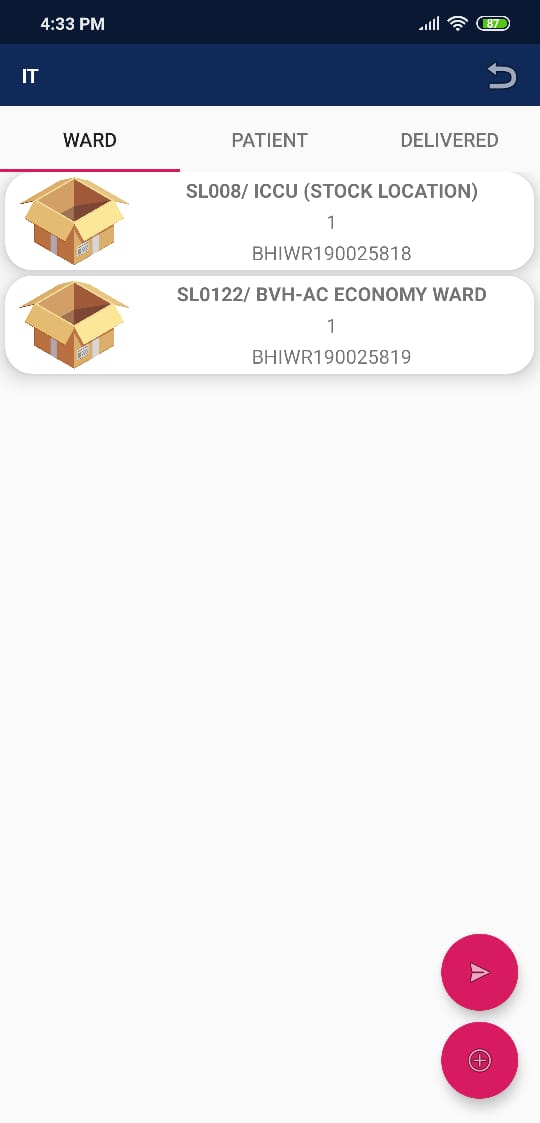 4:33 PM
87
IT
WARD
PATIENT
DELIVERED
SL008/ ICCU (STOCK LOCATION)
1
BHIWR190025818
SL0122/ BVH-AC ECONOMY WARD
1
BHIWR190025819